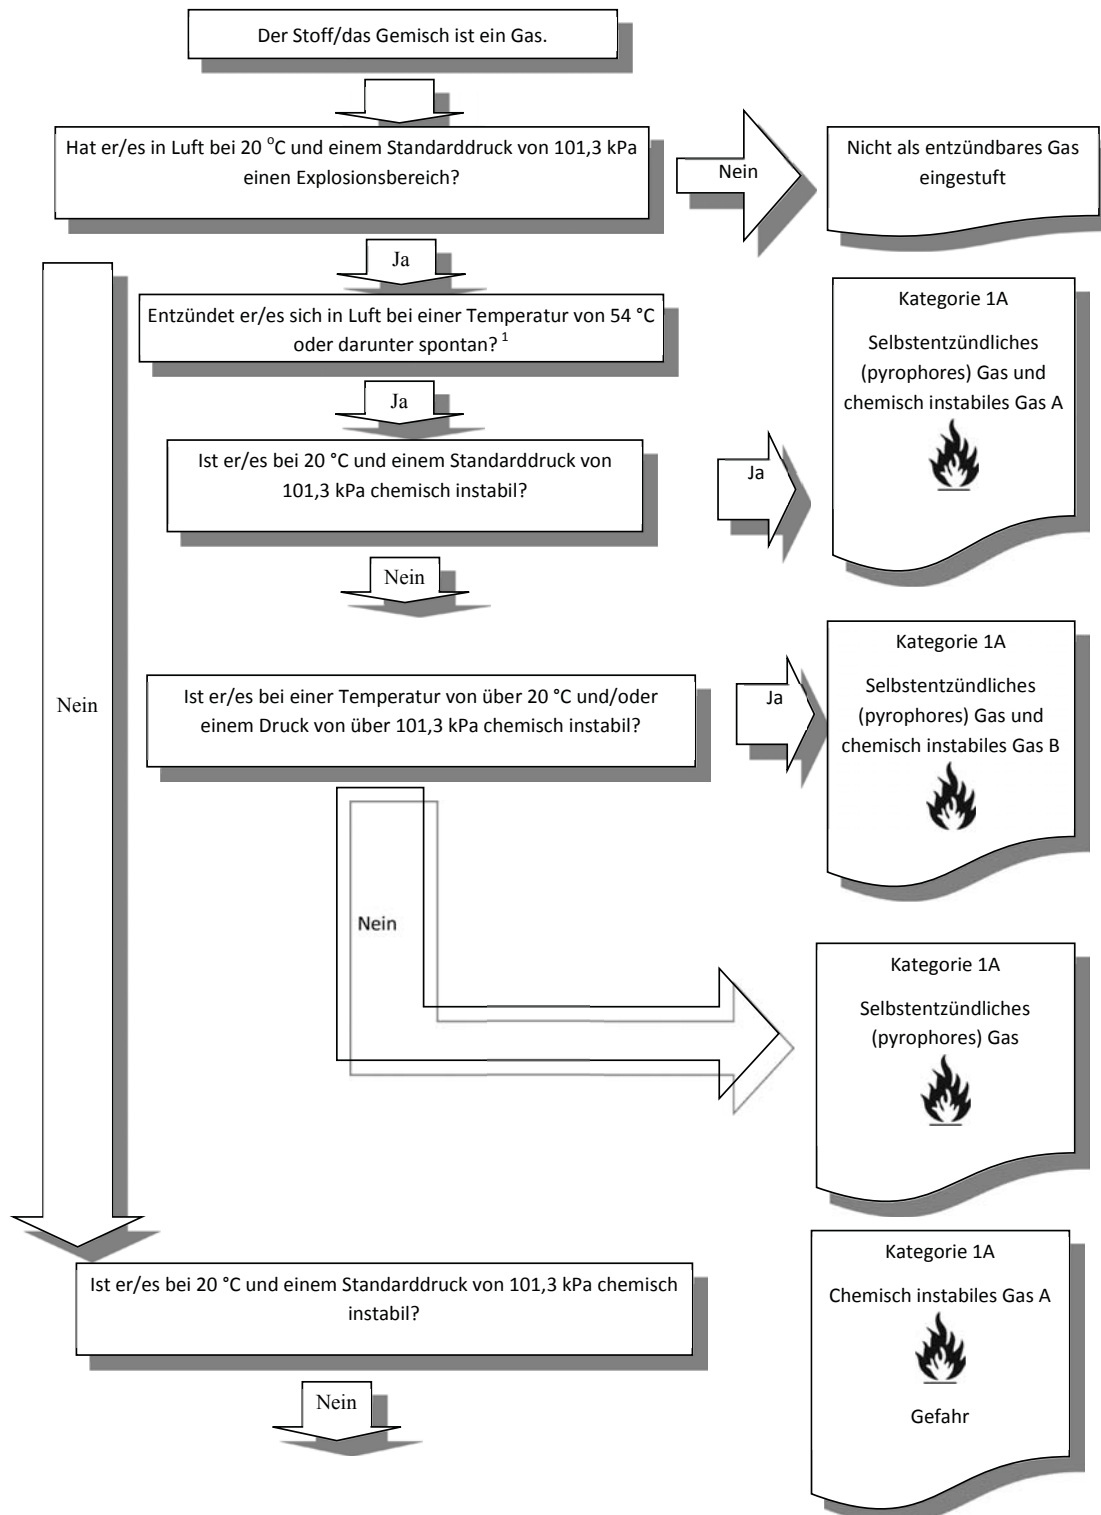 Der Stoff/das Gemisch ist ein Gas.
Hat er/es in Luft bei 20 °C und einem Standarddruck von 101,3 kPa
einen Explosionsbereich?
Nein
Nicht als entzündbares Gas
eingestuft
Ja
Entzündet er/es sich in Luft bei einer Temperatur von 54 °C
oder darunter spontan? 1
Ja
Kategorie 1A
Selbstentzündliches
(pyrophores) Gas und
chemisch instabiles Gas A
Ist er/es bei 20 °C und einem Standarddruck von
101,3 kPa chemisch instabil?
Ja
Nein
Kategorie 1A
Selbstentzündliches
(pyrophores) Gas und
chemisch instabiles Gas B
Ist er/es bei einer Temperatur von über 20 °C und/oder
einem Druck von über 101,3 kPa chemisch instabil?
Ja
Nein
Nein
Kategorie 1A
Selbstentzündliches
(pyrophores) Gas
Ist er/es bei 20 °C und einem Standarddruck von 101,3 kPa chemisch
instabil?
Kategorie 1A
Chemisch instabiles Gas A
Gefahr
Nein